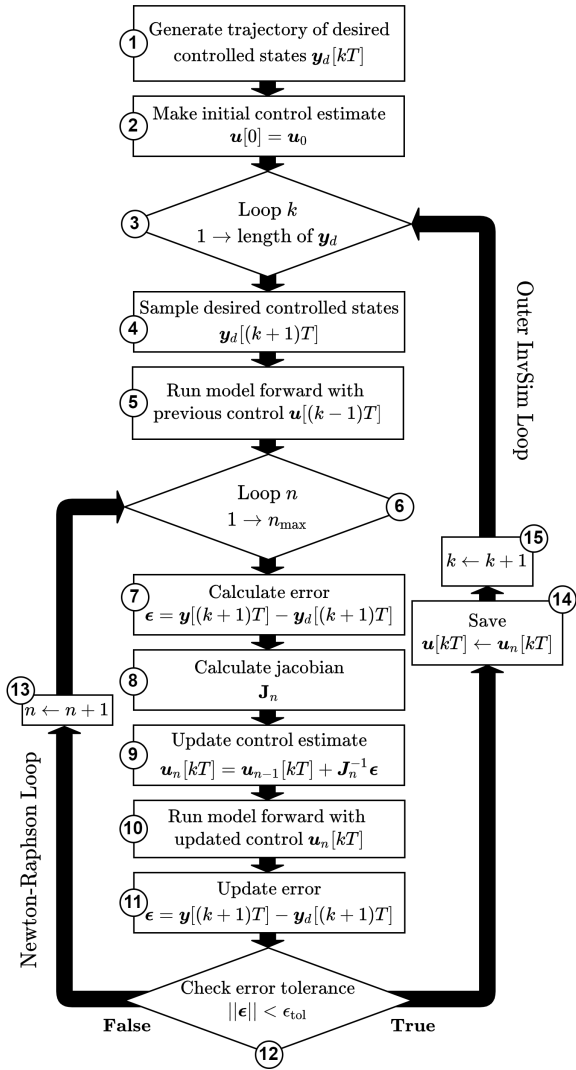 1
Generate trajectory of desired
controlled states y_d[kT]
2
Make initial control estimate
u[0] = u_0
3
Loop k
1 → length of y_d
4
Sample desired controlled states
y_d[(k + 1)T]
5
Run model forward with
previous control u[(k − 1)T]
6
Loop n
1 → n_max
7
Calculate error
ϵ = y[(k + 1)T] − y_d[(k + 1)T]
8
Calculate jacobian
J_n
9
Update control estimate
u_n[kT] = u_{n−1}[kT] + J_n^{−1}ϵ
10
Run model forward with
updated control u_n[kT]
11
Update error
ϵ = y[(k + 1)T] − y_d[(k + 1)T]
Check error tolerance
||ϵ|| < ϵ_tol
12
False
True
13
n ← n + 1
Newton-Raphson Loop
14
Save
u[kT] ← u_n[kT]
15
k ← k + 1
Outer InvSim Loop